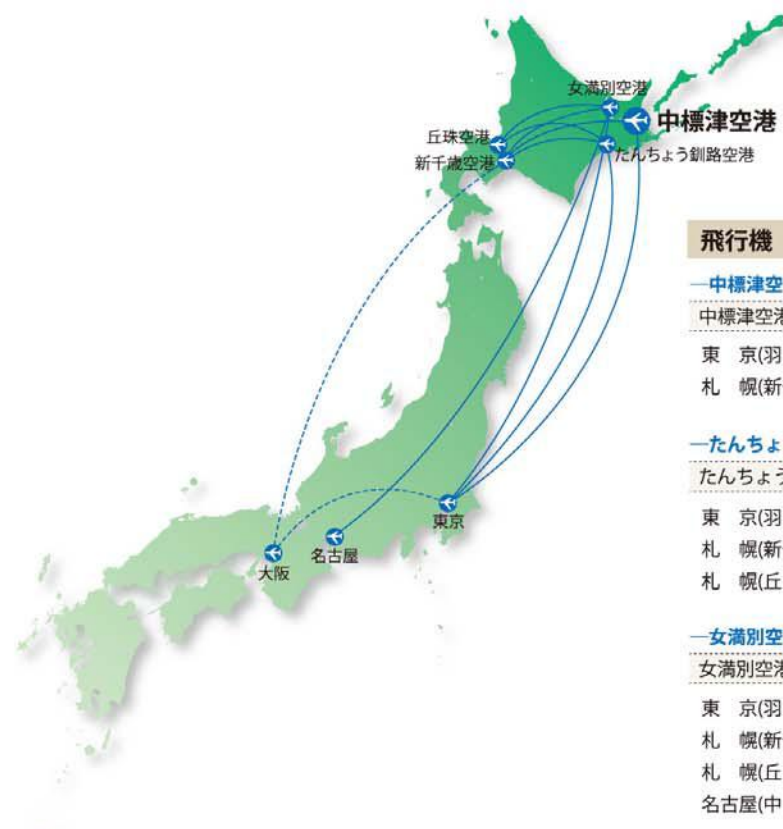 女満別空港
中標津空港
丘珠空港
新千歳空港
たんちょう釧路空港
東京
名古屋
大阪
飛行機
―中標津空
中標津空港
東 京(羽
札 幌(新
―たんちょ
たんちょう
東 京(羽
札 幌(新
札 幌(丘
―女満別空
女満別空港
東 京(羽
札 幌(新
札 幌(丘
名古屋(中